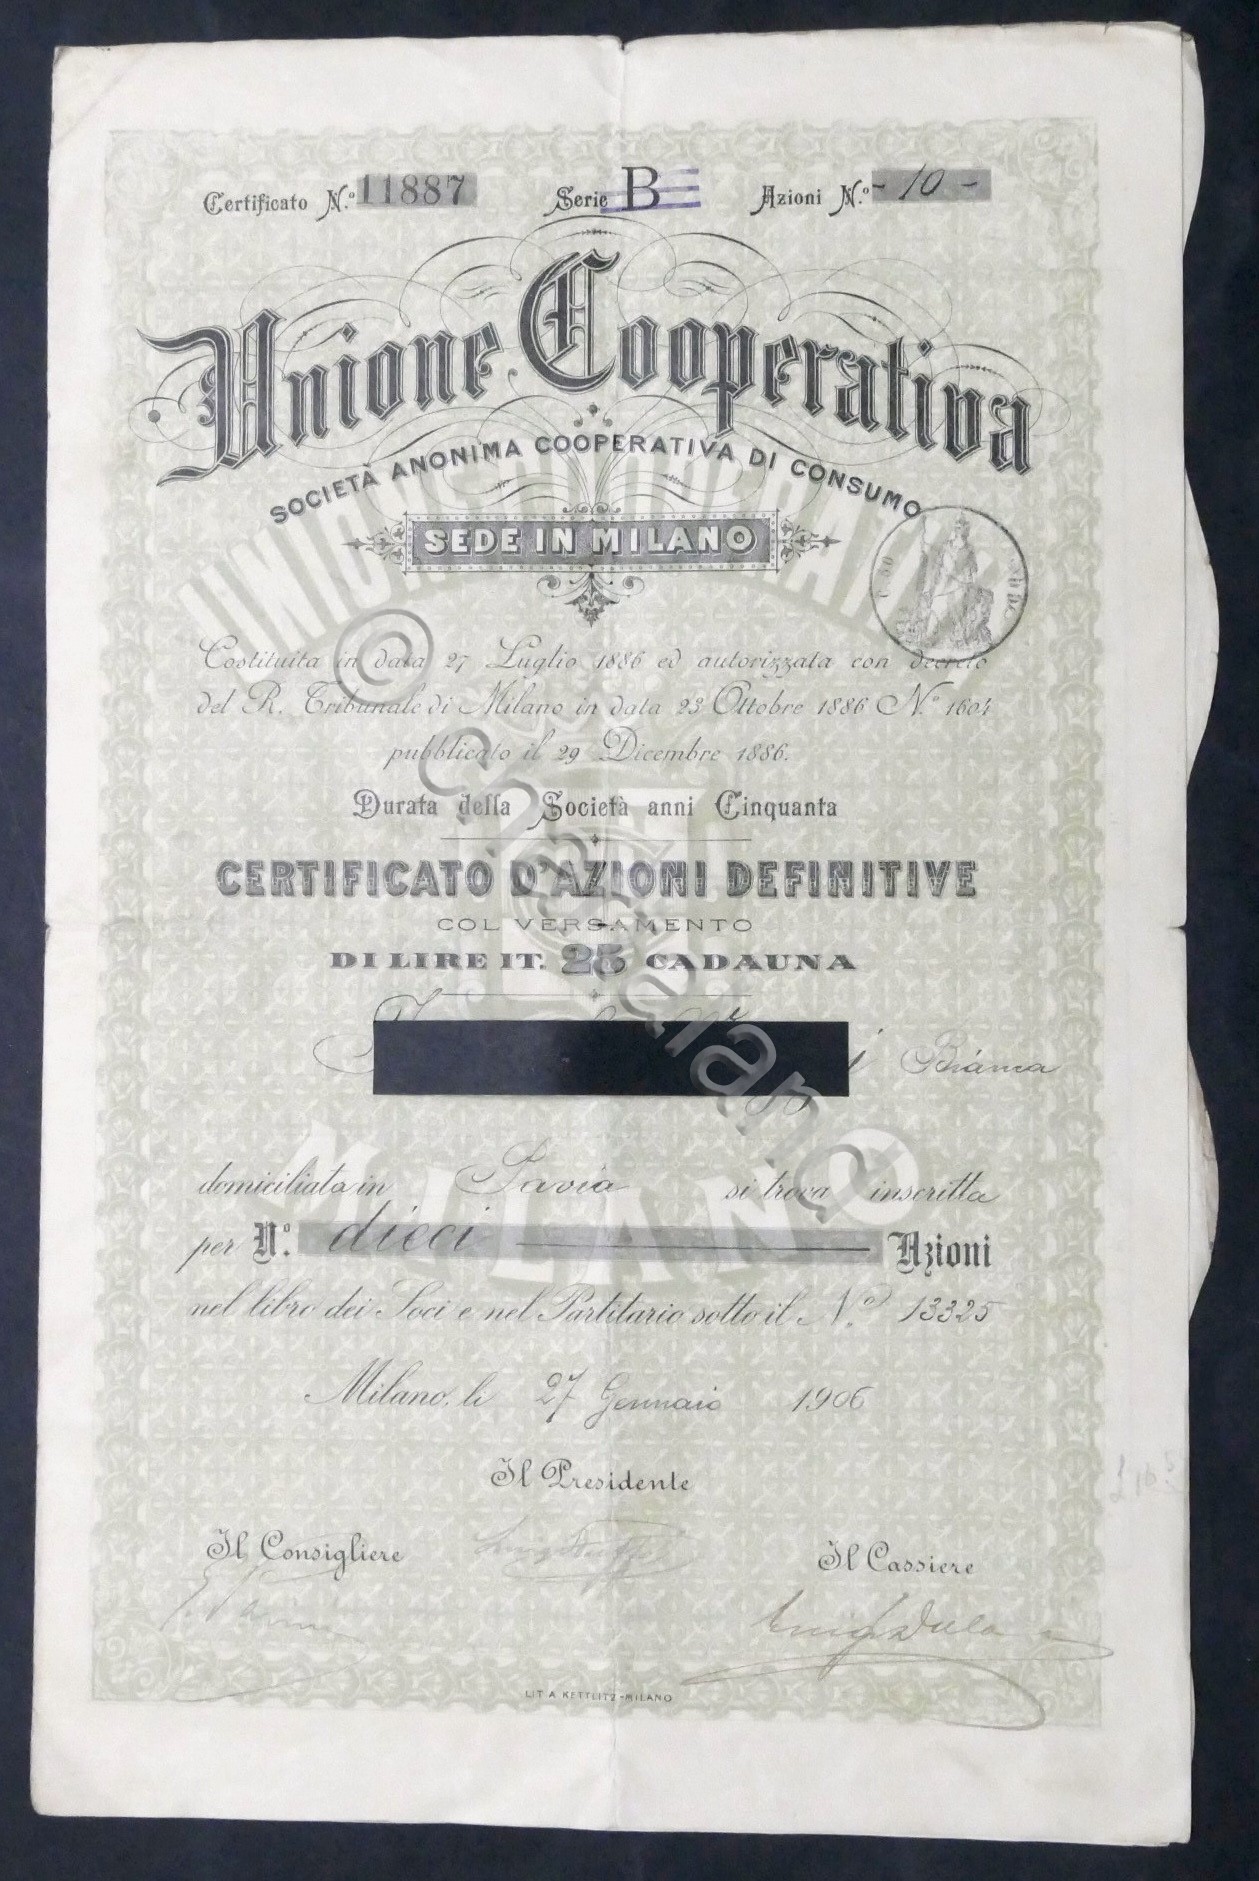 Certificato N.º 11887 Serie B Azioni N.º -10-
Unione Cooperativa
SOCIETÀ ANONIMA COOPERATIVA DI CONSUMO
SEDE IN MILANO
C. 50
UNIONE COOPERATIVA
Costituita in data 27 Luglio 1886 ed autorizzata con decreto
del R. Tribunale di Milano in data 23 Ottobre 1886 N.º 1604
pubblicato il 29 Dicembre 1886.
Durata della Società anni Cinquanta
CERTIFICATO D'AZIONI DEFINITIVE
COL VERSAMENTO
DI LIRE IT. 25 CADAUNA
Bianca
MILANO
domiciliata in Pavia si trova inscritta
per N.º dieci Azioni
nel libro dei Soci e nel Partitario sotto il N.º 13325
Milano, li 27 Gennaio 1906
Il Presidente
Il Consigliere
Il Cassiere
LIT A KETTLITZ-MILANO